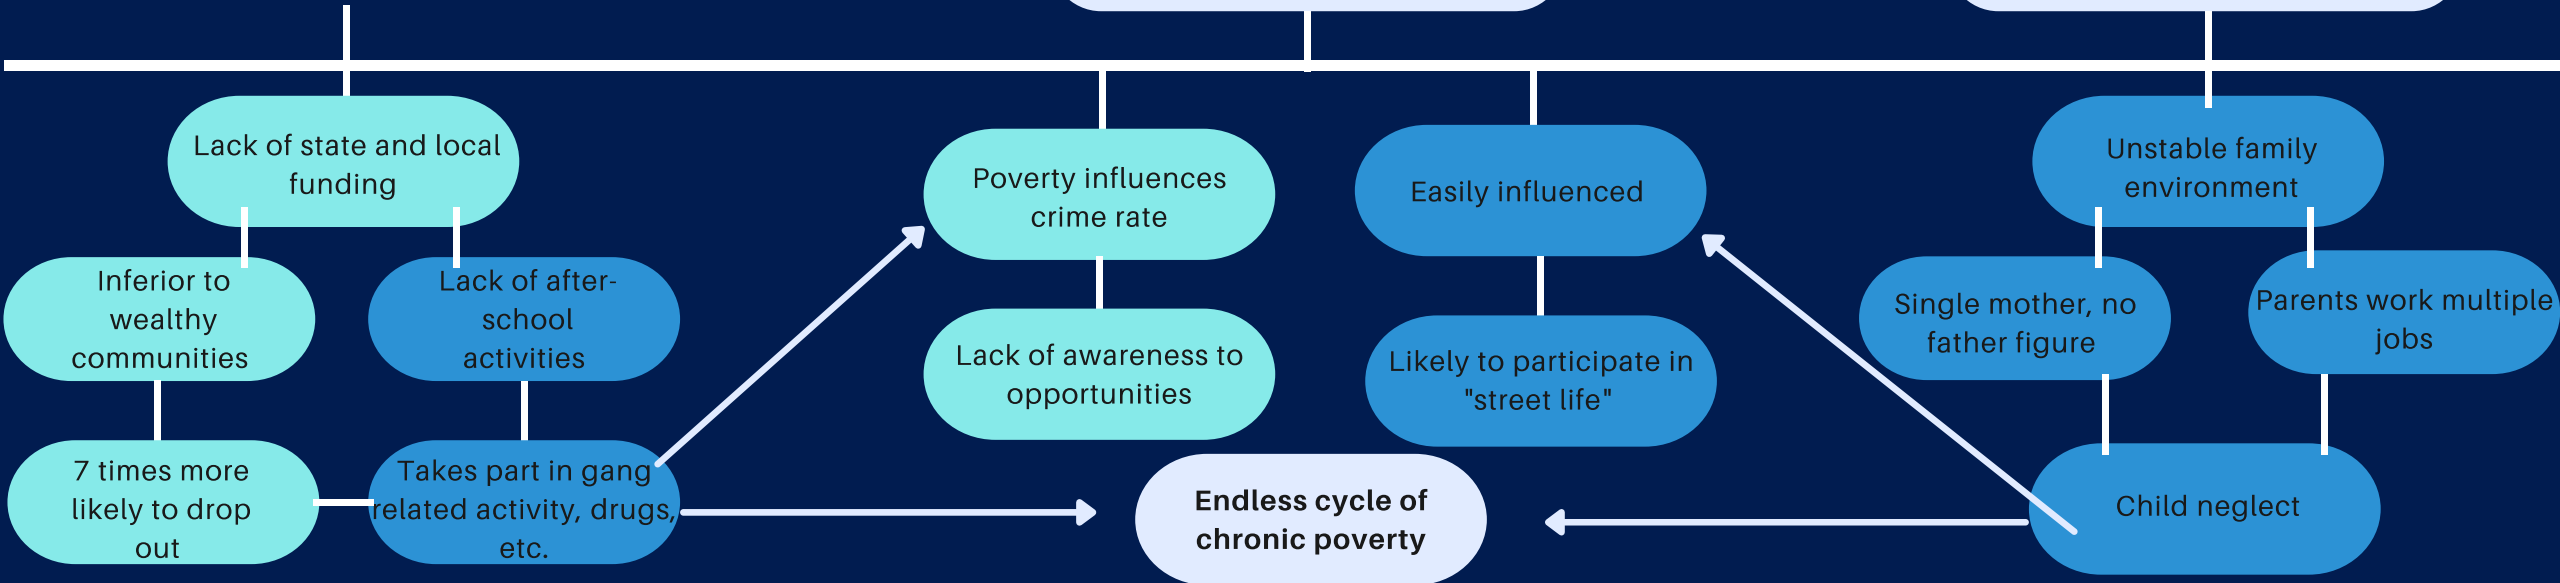 Lack of state and local
funding
Inferior to
wealthy
communities
Lack of after-
school
activities
7 times more
likely to drop
out
Takes part in gang
related activity, drugs,
etc.
Poverty influences
crime rate
Lack of awareness to
opportunities
Easily influenced
Likely to participate in
"street life"
Endless cycle of
chronic poverty
Unstable family
environment
Single mother, no
father figure
Parents work multiple
jobs
Child neglect